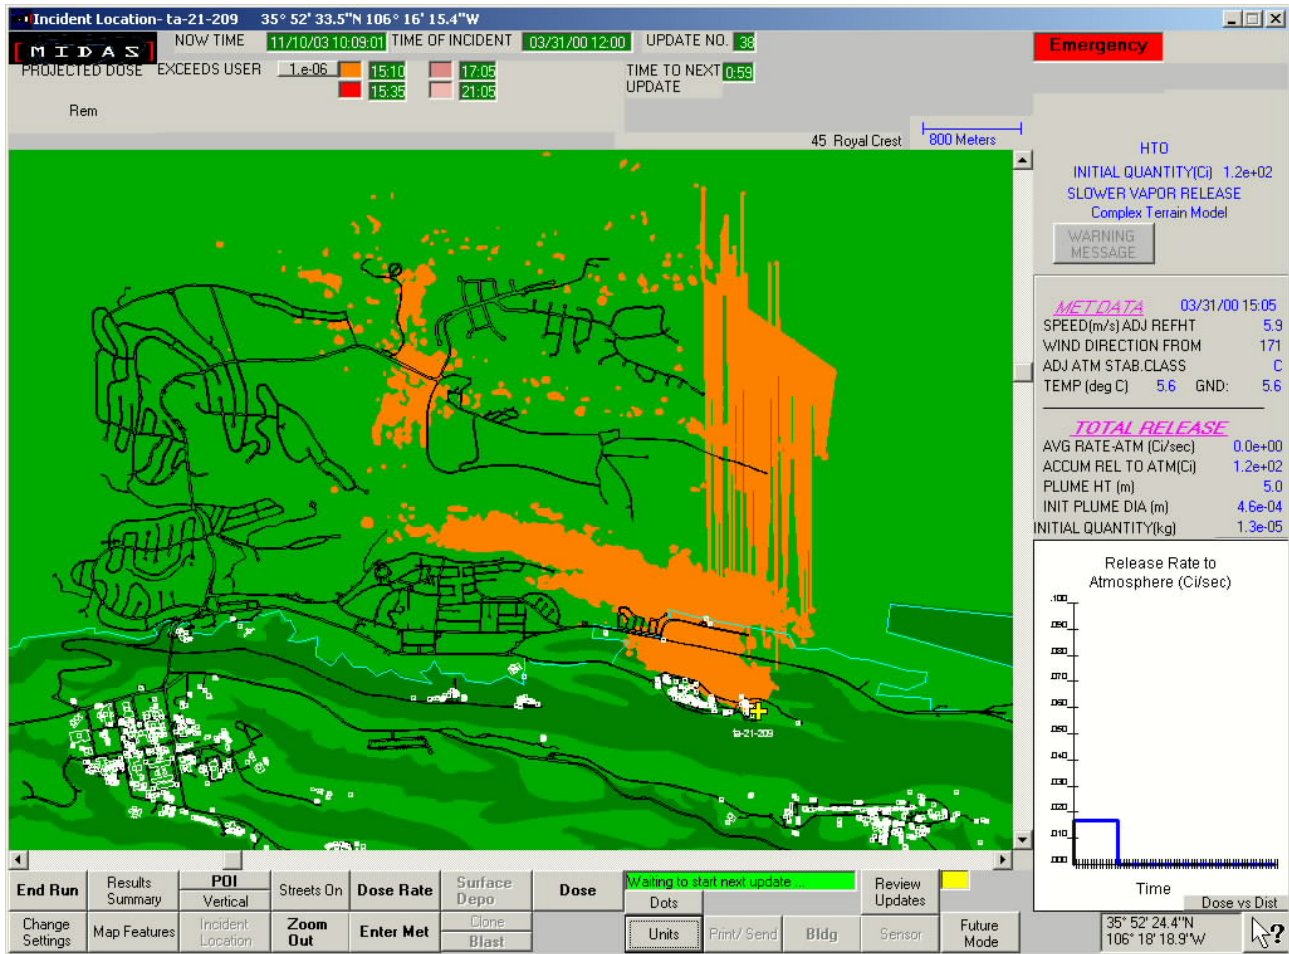 Incident Location- ta-21-209 35° 52' 33.5"N 106° 16' 15.4"W
MIDAS
NOW TIME 11/10/03 10:09:01 TIME OF INCIDENT 03/31/00 12:00 UPDATE NO. 38
Emergency
PROJECTED DOSE EXCEEDS USER 1.e-06 15:10 17:05
TIME TO NEXT UPDATE 0:59
15:35 21:05
Rem
45 Royal Crest 800 Meters
HTO
INITIAL QUANTITY(Ci) 1.2e+02
SLOWER VAPOR RELEASE
Complex Terrain Model
WARNING
MESSAGE
MET DATA 03/31/00 15:05
SPEED(m/s) ADJ REFHT 5.9
WIND DIRECTION FROM 171
ADJ ATM STAB.CLASS C
TEMP (deg C) 5.6 GND: 5.6
TOTAL RELEASE
AVG RATE-ATM (Ci/sec) 0.0e+00
ACCUM REL TO ATM(Ci) 1.2e+02
PLUME HT (m) 5.0
INIT PLUME DIA (m) 4.6e-04
INITIAL QUANTITY(kg) 1.3e-05
Release Rate to
Atmosphere (Ci/sec)
.100
.090
.080
.070
.060
.050
.040
.030
.020
.010
.000
Time
Dose vs Dist
ta-21-209
End Run
Results
Summary
POI
Vertical
Streets On
Dose Rate
Surface
Depo
Dose
Waiting to start next update ...
Dots
Review
Updates
Change
Settings
Map Features
Incident
Location
Zoom
Out
Enter Met
Clone
Blast
Units
Print/ Send
Bldg
Sensor
Future
Mode
35° 52' 24.4"N
106° 18' 18.9"W
?